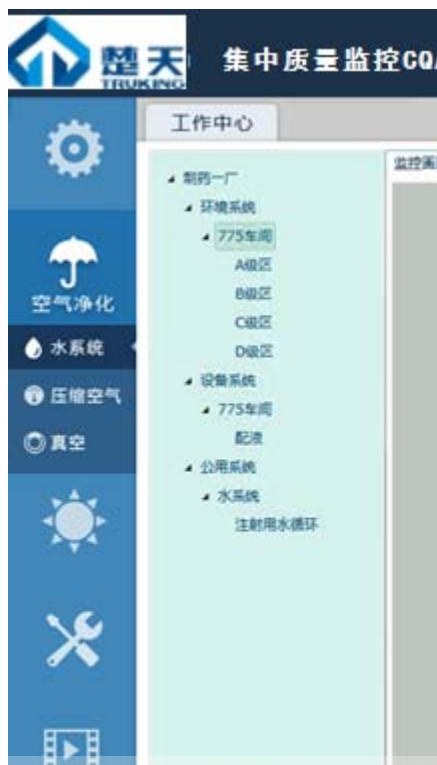 楚天
TRUKING
集中质量监控CQA
工作中心
监控画
制药一厂
环境系统
775车间
A级区
B级区
C级区
D级区
设备系统
775车间
配液
公用系统
水系统
注射用水循环
空气净化
水系统
压缩空气
真空